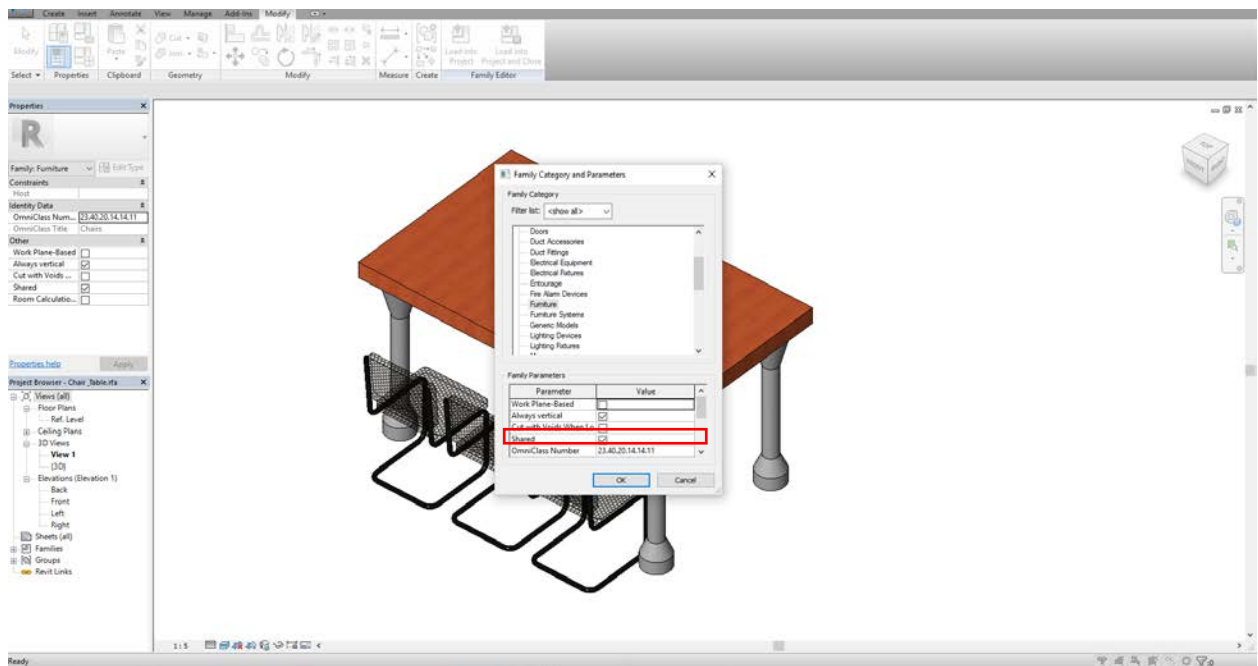 Create Insert Annotate View Manage Add-Ins Modify
Modify
Paste
Cut
Join
Load into
Project
Load into
Project and Close
Select Properties Clipboard Geometry Modify Measure Create Family Editor
Properties
R
Family: Furniture
Edit Type
Constraints
Host
Identity Data
OmniClass Num... 23.40.20.14.14.11
OmniClass Title Chairs
Other
Work Plane-Based
Always vertical
Cut with Voids ...
Shared
Room Calculatio...
Properties help
Apply
Project Browser - Chair_Table.rfa
Views (all)
Floor Plans
Ref. Level
Ceiling Plans
3D Views
View 1
{3D}
Elevations (Elevation 1)
Back
Front
Left
Right
Sheets (all)
Families
Groups
Revit Links
Family Category and Parameters
Family Category
Filter list: <show all>
Doors
Duct Accessories
Duct Fittings
Electrical Equipment
Electrical Fixtures
Entourage
Fire Alarm Devices
Furniture
Furniture Systems
Generic Models
Lighting Devices
Lighting Fixtures
Family Parameters
Parameter Value
Work Plane-Based
Always vertical
Cut with Voids When Lo
Shared
OmniClass Number 23.40.20.14.14.11
OK Cancel
TOP
1 : 5
Ready